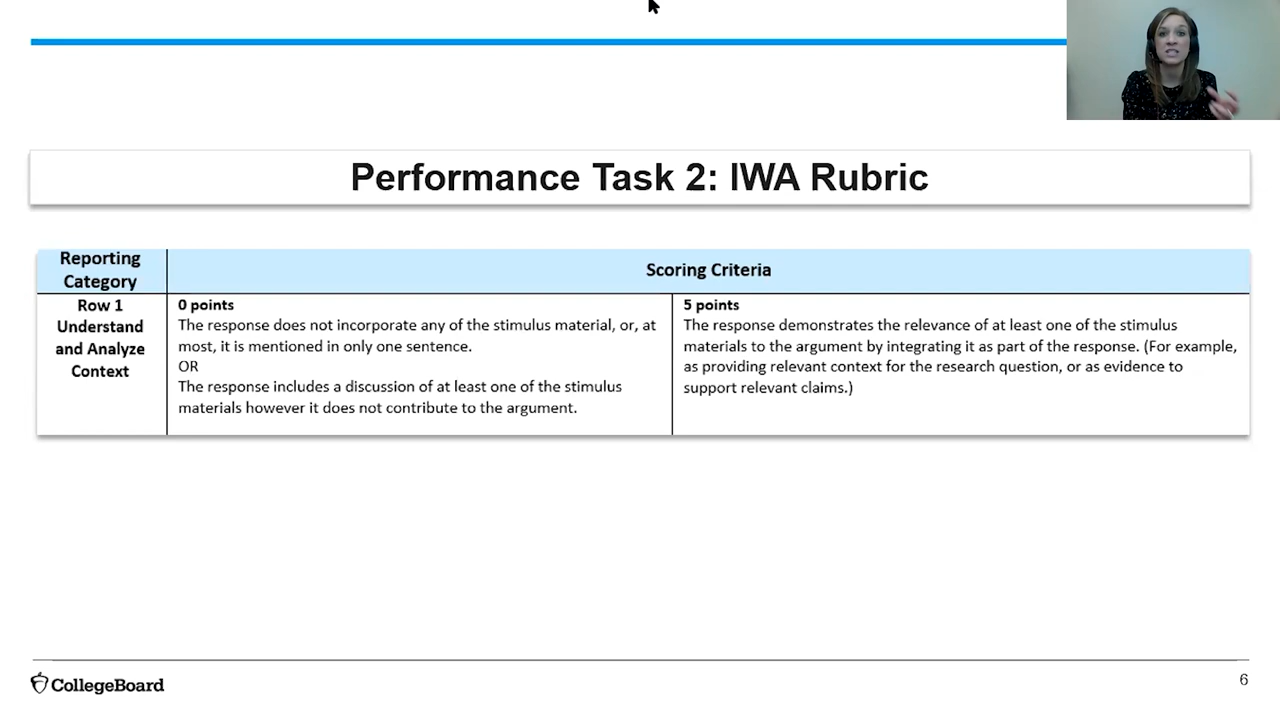 Performance Task 2: IWA Rubric
Reporting
Category
Scoring Criteria
Row 1
Understand
and Analyze
Context
0 points
The response does not incorporate any of the stimulus material, or, at
most, it is mentioned in only one sentence.
OR
The response includes a discussion of at least one of the stimulus
materials however it does not contribute to the argument.
5 points
The response demonstrates the relevance of at least one of the stimulus
materials to the argument by integrating it as part of the response. (For example,
as providing relevant context for the research question, or as evidence to
support relevant claims.)
CollegeBoard
6